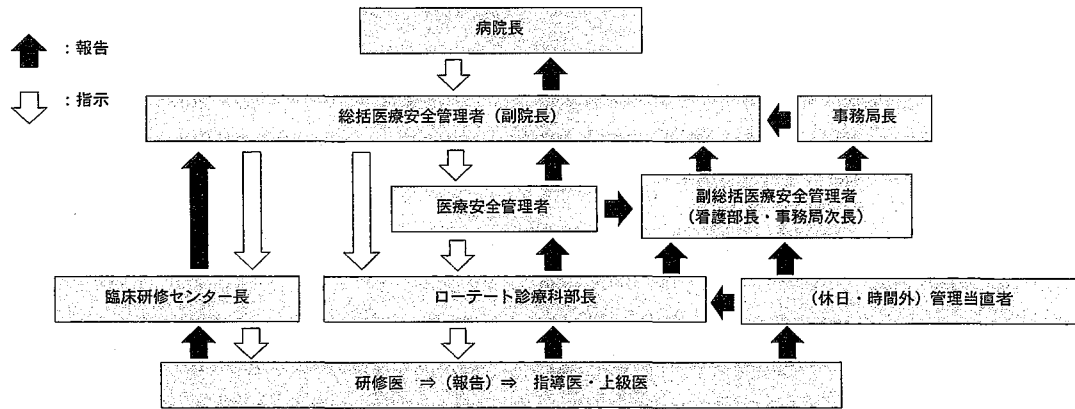 病院長
：報告
：指示
総括医療安全管理者（副院長）
事務局長
医療安全管理者
副総括医療安全管理者
（看護部長・事務局次長）
臨床研修センター長
ローテート診療科部長
（休日・時間外）管理当直者
研修医 ⇒（報告）⇒ 指導医・上級医